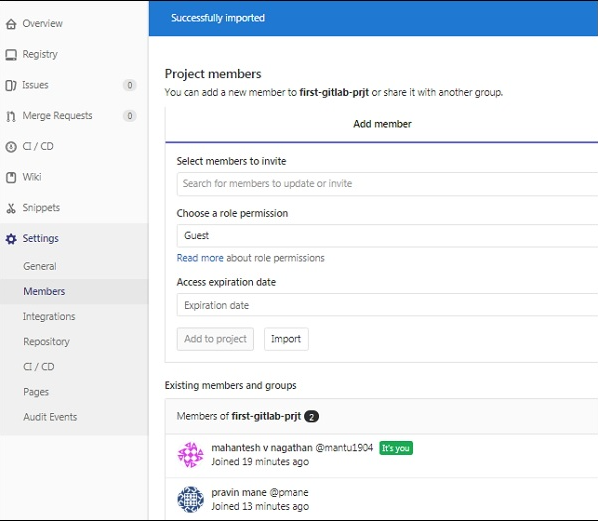 Overview
Registry
Issues 0
Merge Requests 0
CI / CD
Wiki
Snippets
Settings
General
Members
Integrations
Repository
CI / CD
Pages
Audit Events
Successfully imported
Project members
You can add a new member to first-gitlab-prjt or share it with another group.
Add member
Select members to invite
Search for members to update or invite
Choose a role permission
Guest
Read more about role permissions
Access expiration date
Expiration date
Add to project Import
Existing members and groups
Members of first-gitlab-prjt 2
mahantesh v nagathan @mantu1904 It's you
Joined 19 minutes ago
pravin mane @pmane
Joined 13 minutes ago